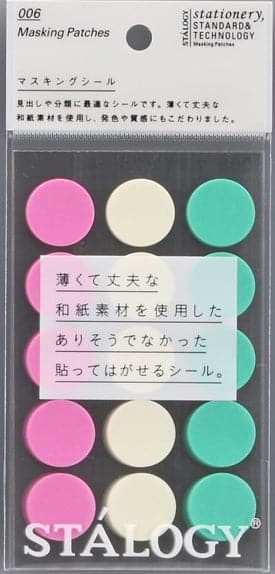 006
Masking Patches
STÁLOGY
stationery,
STANDARD&
TECHNOLOGY
Masking Patches
マスキングシール
見出しや分類に最適なシールです。薄くて丈夫な
和紙素材を使用し、発色や質感にもこだわりました。
薄くて丈夫な
和紙素材を使用した
ありそうでなかった
貼ってはがせるシール。
STÁLOGY®